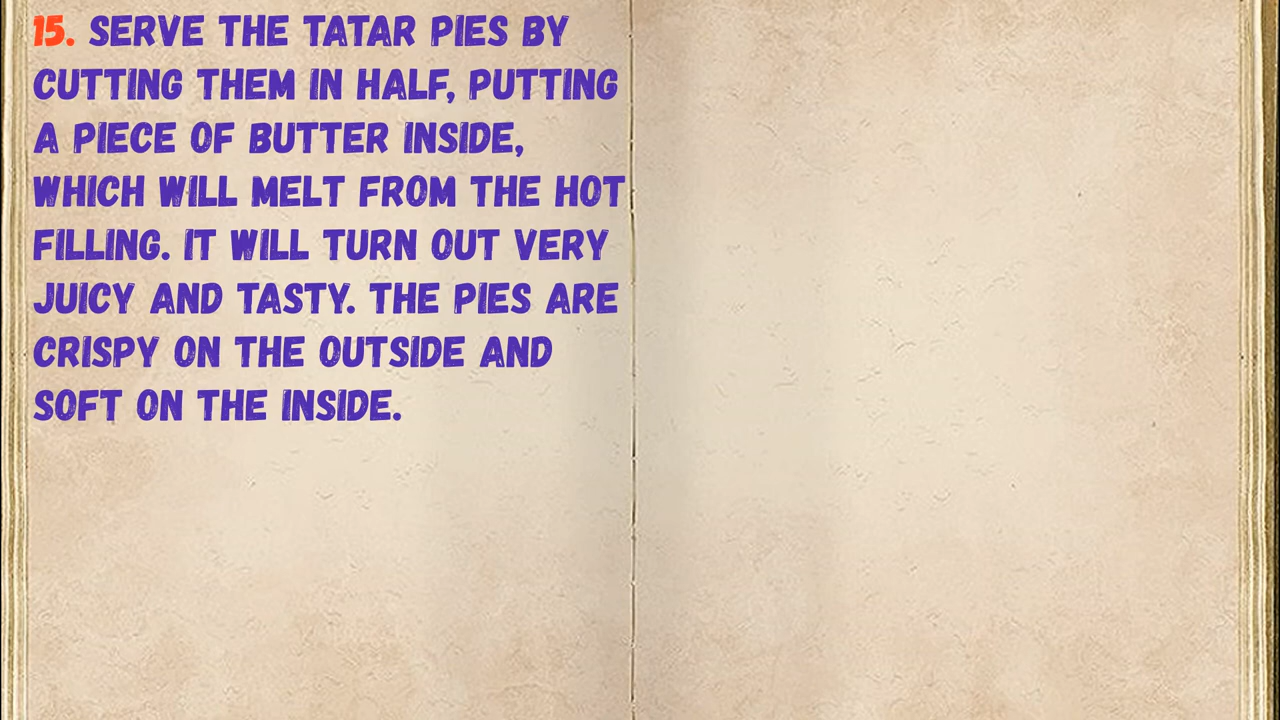 15. SERVE THE TATAR PIES BY
CUTTING THEM IN HALF, PUTTING
A PIECE OF BUTTER INSIDE,
WHICH WILL MELT FROM THE HOT
FILLING. IT WILL TURN OUT VERY
JUICY AND TASTY. THE PIES ARE
CRISPY ON THE OUTSIDE AND
SOFT ON THE INSIDE.